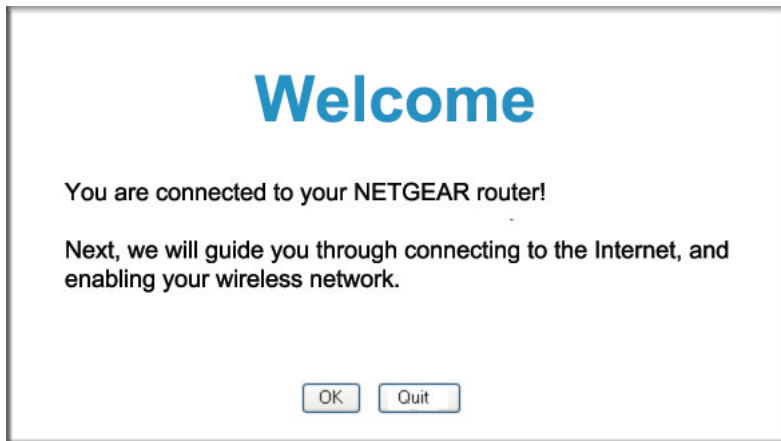 Welcome
You are connected to your NETGEAR router!
Next, we will guide you through connecting to the Internet, and
enabling your wireless network.
OK Quit